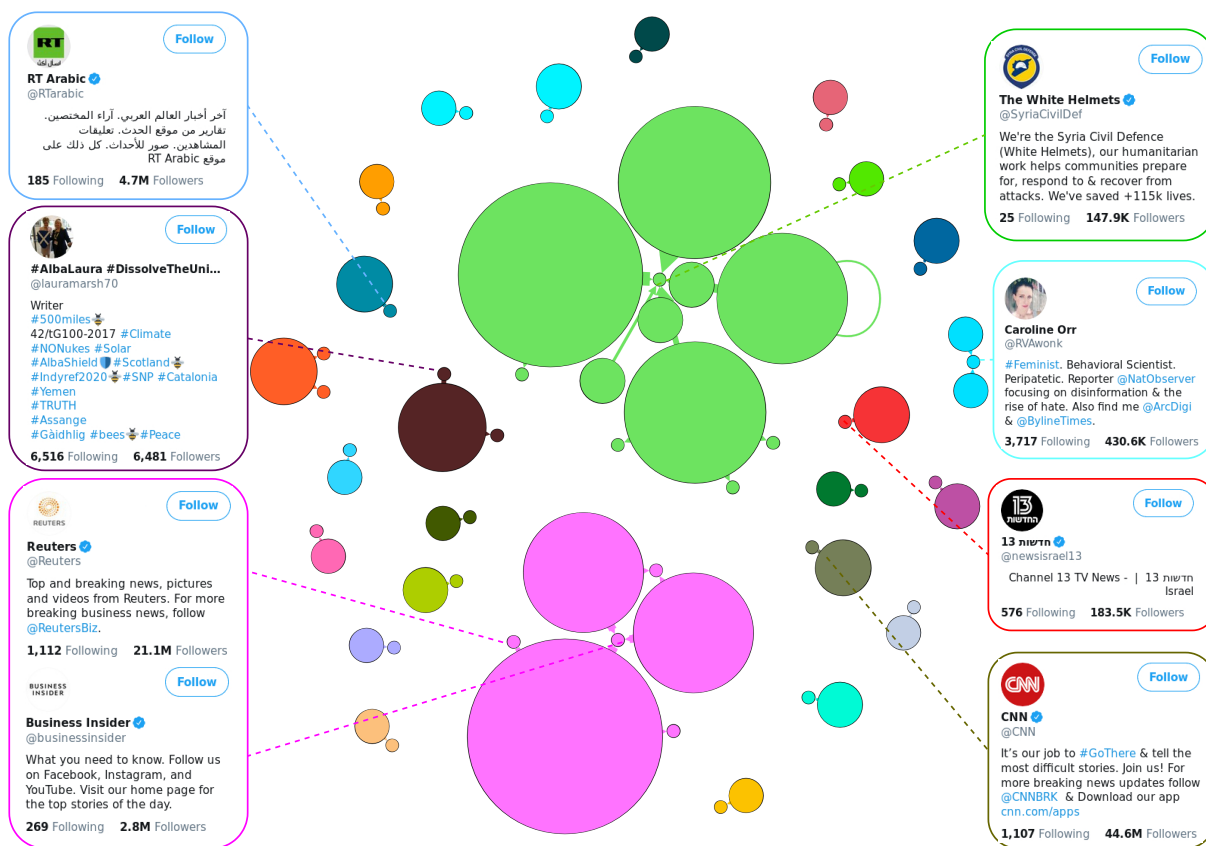 RT
Follow
RT Arabic
@RTarabic
آخر أخبار العالم العربي. آراء المختصين.
تقارير من موقع الحدث. تعليقات
المشاهدين. صور للأحداث. كل ذلك على
موقع RT Arabic
185 Following 4.7M Followers
Follow
#AlbaLaura #DissolveTheUni...
@lauramarsh70
Writer
#500miles🐝
42/tG100-2017 #Climate
#NONukes #Solar
#AlbaShield🛡️#Scotland🐝
#Indyref2020🐝#SNP #Catalonia
#Yemen
#TRUTH
#Assange
#Gàidhlig #bees🐝#Peace
6,516 Following 6,481 Followers
REUTERS
Follow
Reuters
@Reuters
Top and breaking news, pictures
and videos from Reuters. For more
breaking business news, follow
@ReutersBiz.
1,112 Following 21.1M Followers
BUSINESS
INSIDER
Follow
Business Insider
@businessinsider
What you need to know. Follow us
on Facebook, Instagram, and
YouTube. Visit our home page for
the top stories of the day.
269 Following 2.8M Followers
Follow
The White Helmets
@SyriaCivilDef
We're the Syria Civil Defence
(White Helmets), our humanitarian
work helps communities prepare
for, respond to & recover from
attacks. We've saved +115k lives.
25 Following 147.9K Followers
Follow
Caroline Orr
@RVAwonk
#Feminist. Behavioral Scientist.
Peripatetic. Reporter @NatObserver
focusing on disinformation & the
rise of hate. Also find me @ArcDigi
& @BylineTimes.
3,717 Following 430.6K Followers
13
החדשות
Follow
חדשות 13
@newsisrael13
חדשות 13 | Channel 13 TV News -
Israel
576 Following 183.5K Followers
CNN
Follow
CNN
@CNN
It’s our job to #GoThere & tell the
most difficult stories. Join us! For
more breaking news updates follow
@CNNBRK & Download our app
cnn.com/apps
1,107 Following 44.6M Followers